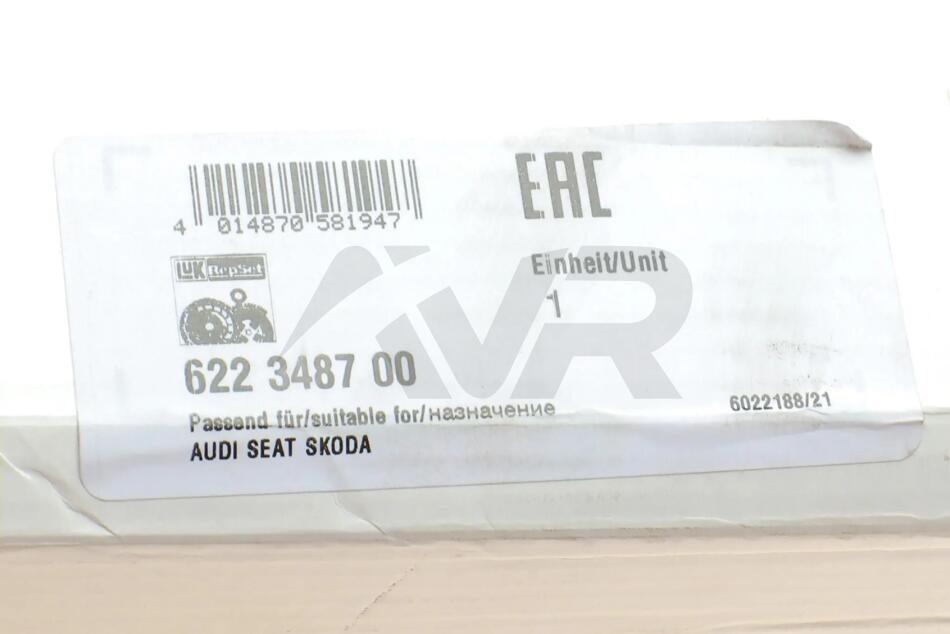 4 014870 581947
EAC
LuK RepSet
Einheit/Unit
1
622 3487 00
Passend für/suitable for/назначение
AUDI SEAT SKODA
6022188/21
AVR